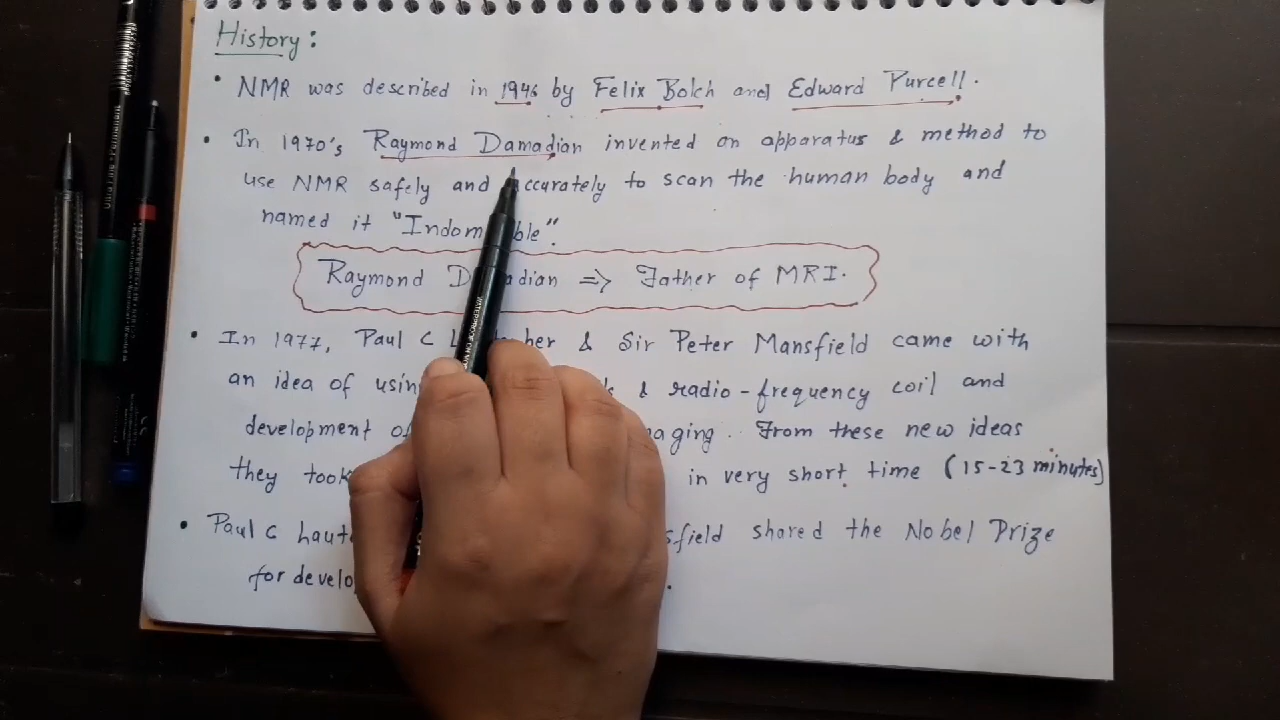 History:
• NMR was described in 1946 by Felix Bolch and Edward Purcell.
• In 1970's Raymond Damadian invented an apparatus & method to
use NMR safely and accurately to scan the human body and
named it "Indom ble".
Raymond D adian => Father of MRI.
• In 1977, Paul C L her & Sir Peter Mansfield came with
an idea of using & radio-frequency coil and
development of aging. From these new ideas
they took in very short time (15-23 minutes)
• Paul C Laut sfield shared the Nobel Prize
for develo .